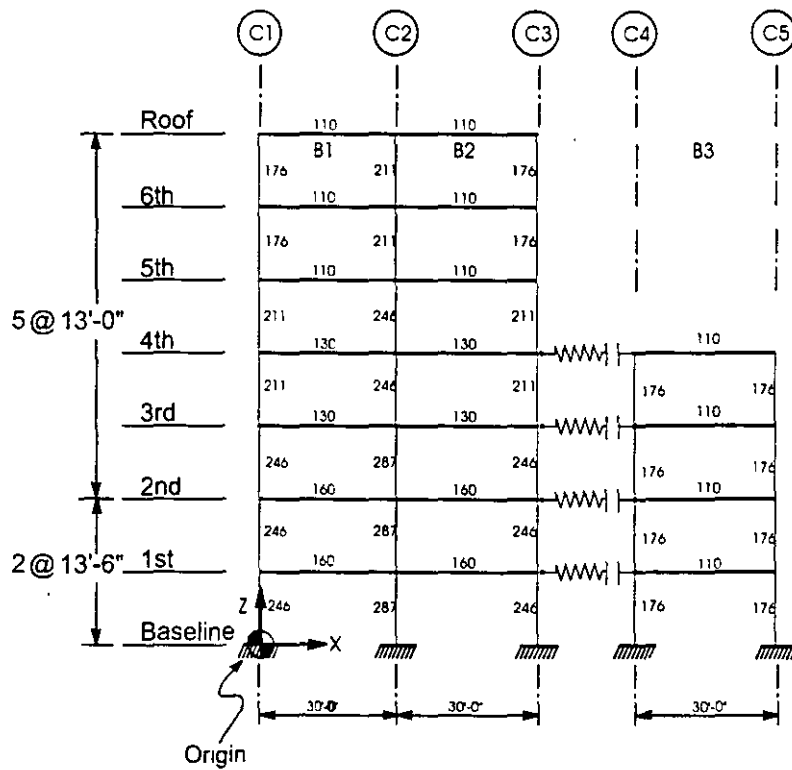 C1 C2 C3 C4 C5
Roof 110 110
B1 B2 B3
176 211 176
6th 110 110
176 211 176
5th 110 110
5 @ 13'-0" 211 246 211
4th 130 130 110
211 246 211 176 176
3rd 130 130 110
246 287 246 176 176
2nd 160 160 110
246 287 246 176 176
2 @ 13'-6" 1st 160 160 110
Z 246 287 246 176 176
Baseline X
30'-0" 30'-0" 30'-0"
Origin